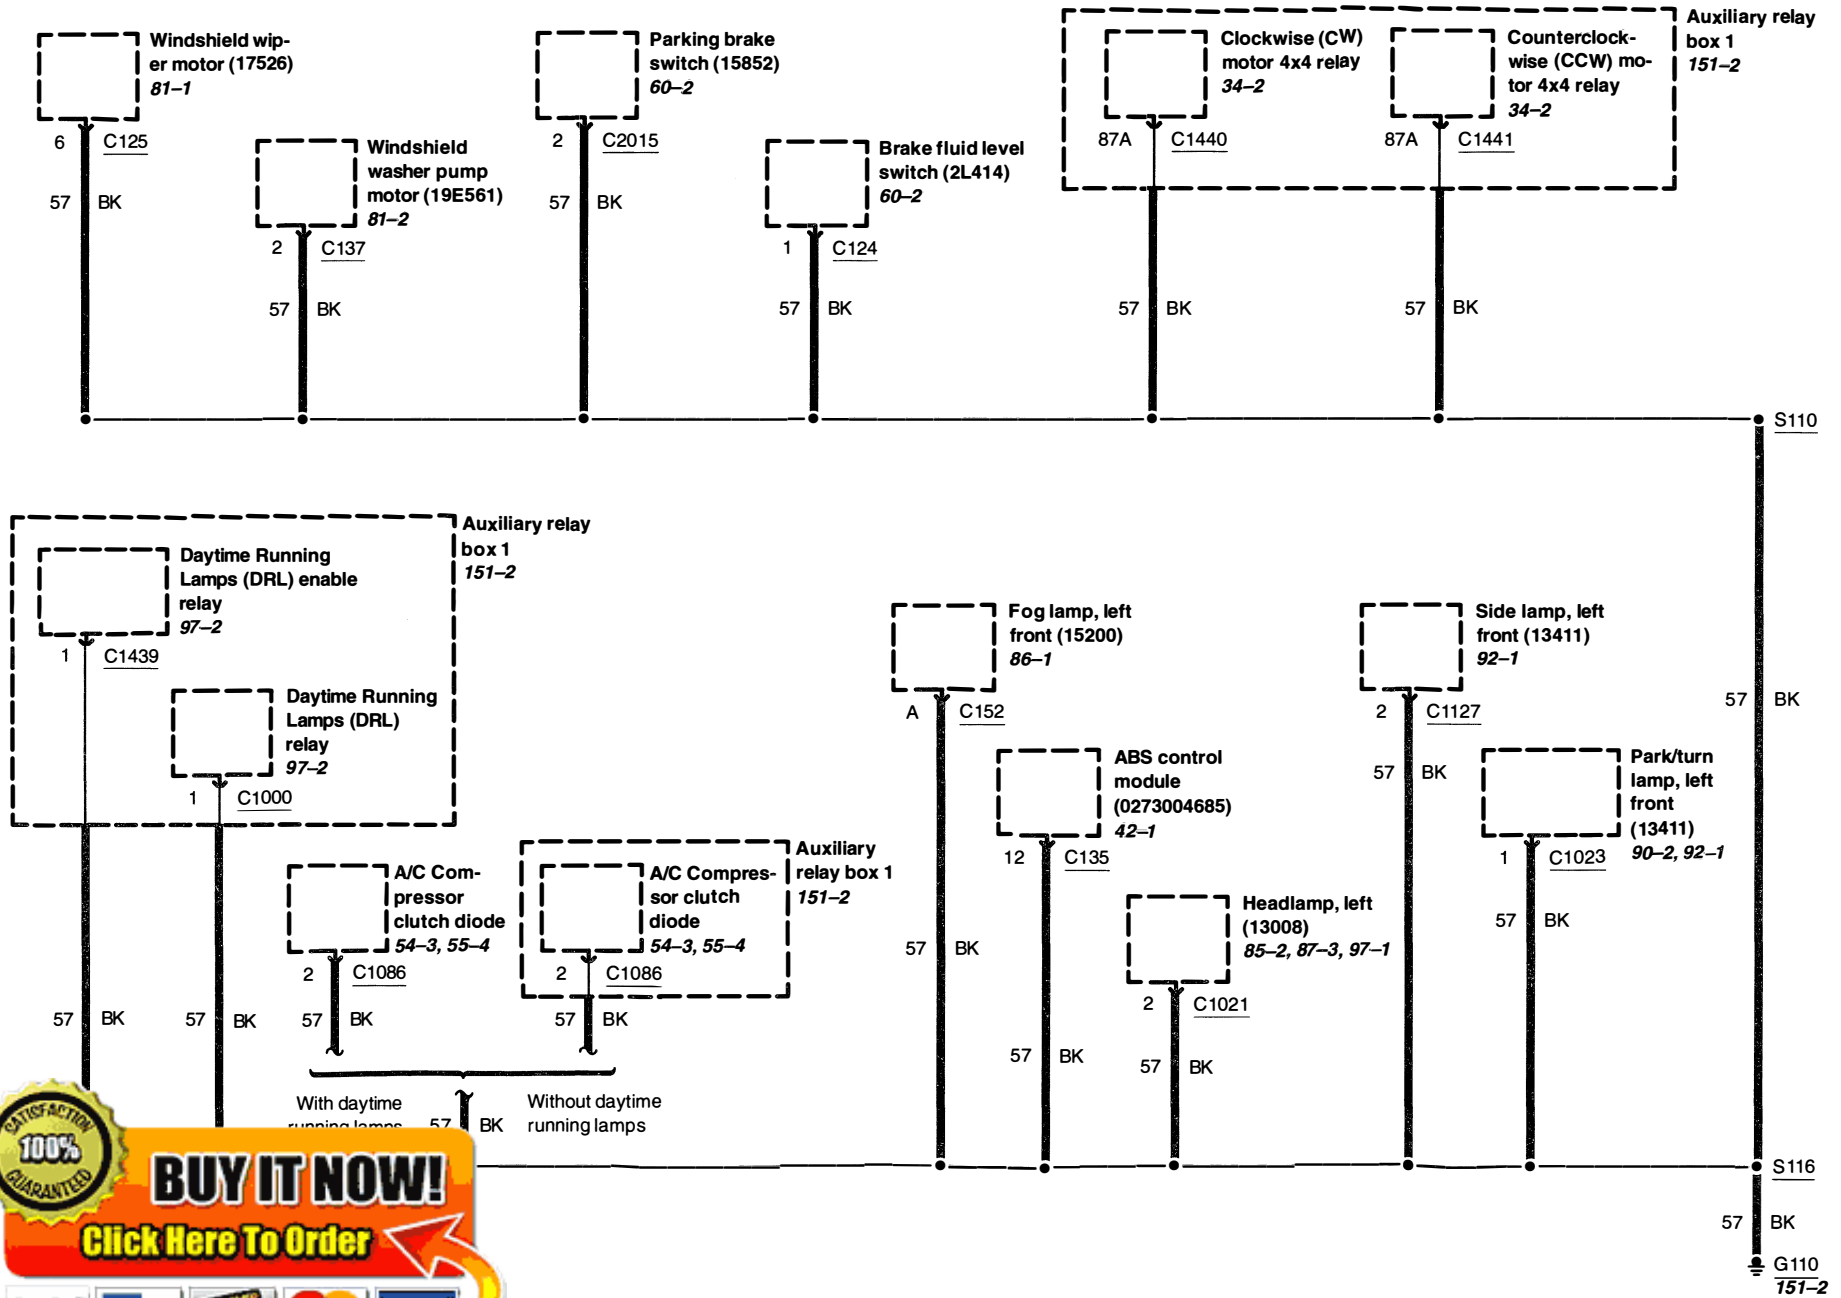 Windshield wip-
er motor (17526)
81–1
6 C125
57 BK
Windshield
washer pump
motor (19E561)
81–2
2 C137
57 BK
Parking brake
switch (15852)
60–2
2 C2015
57 BK
Brake fluid level
switch (2L414)
60–2
1 C124
57 BK
Auxiliary relay
box 1
151–2
Clockwise (CW)
motor 4x4 relay
34–2
87A C1440
57 BK
Counterclock-
wise (CCW) mo-
tor 4x4 relay
34–2
87A C1441
57 BK
S110
57 BK
Auxiliary relay
box 1
151–2
Daytime Running
Lamps (DRL) enable
relay
97–2
1 C1439
57 BK
Daytime Running
Lamps (DRL)
relay
97–2
1 C1000
57 BK
A/C Com-
pressor
clutch diode
54–3, 55–4
2 C1086
57 BK
Auxiliary
relay box 1
151–2
A/C Compres-
sor clutch
diode
54–3, 55–4
2 C1086
57 BK
With daytime
running lamps
57 BK
Without daytime
running lamps
Fog lamp, left
front (15200)
86–1
A C152
57 BK
ABS control
module
(0273004685)
42–1
12 C135
57 BK
Headlamp, left
(13008)
85–2, 87–3, 97–1
2 C1021
57 BK
Side lamp, left
front (13411)
92–1
2 C1127
57 BK
Park/turn
lamp, left
front
(13411)
90–2, 92–1
1 C1023
57 BK
S116
57 BK
G110
151–2
SATISFACTION
100%
GUARANTEED
BUY IT NOW!
Click Here To Order